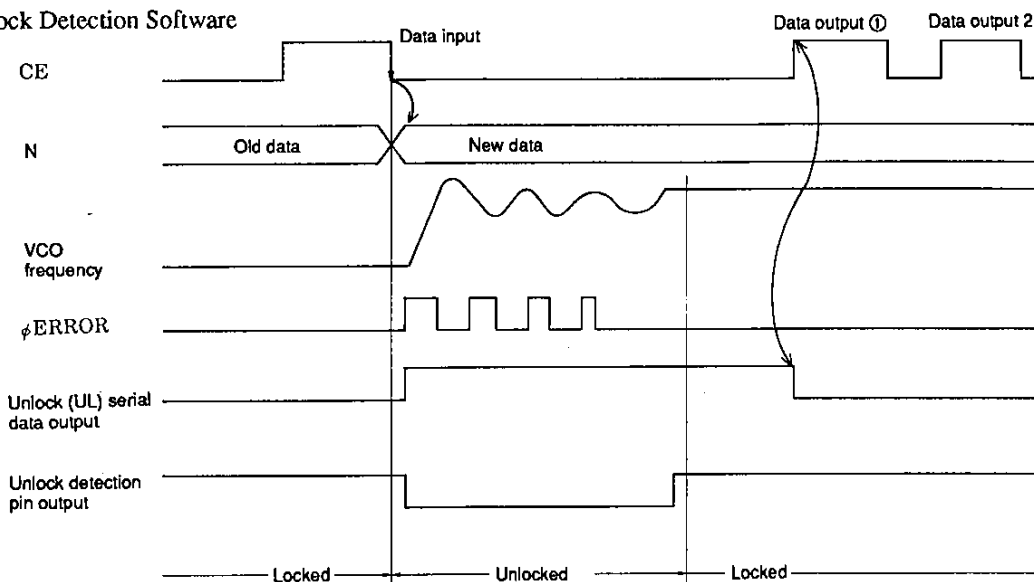 ock Detection Software
Data input
Data output ①
Data output 2
CE
N
Old data
New data
VCO
frequency
φERROR
Unlock (UL) serial
data output
Unlock detection
pin output
Locked
Unlocked
Locked